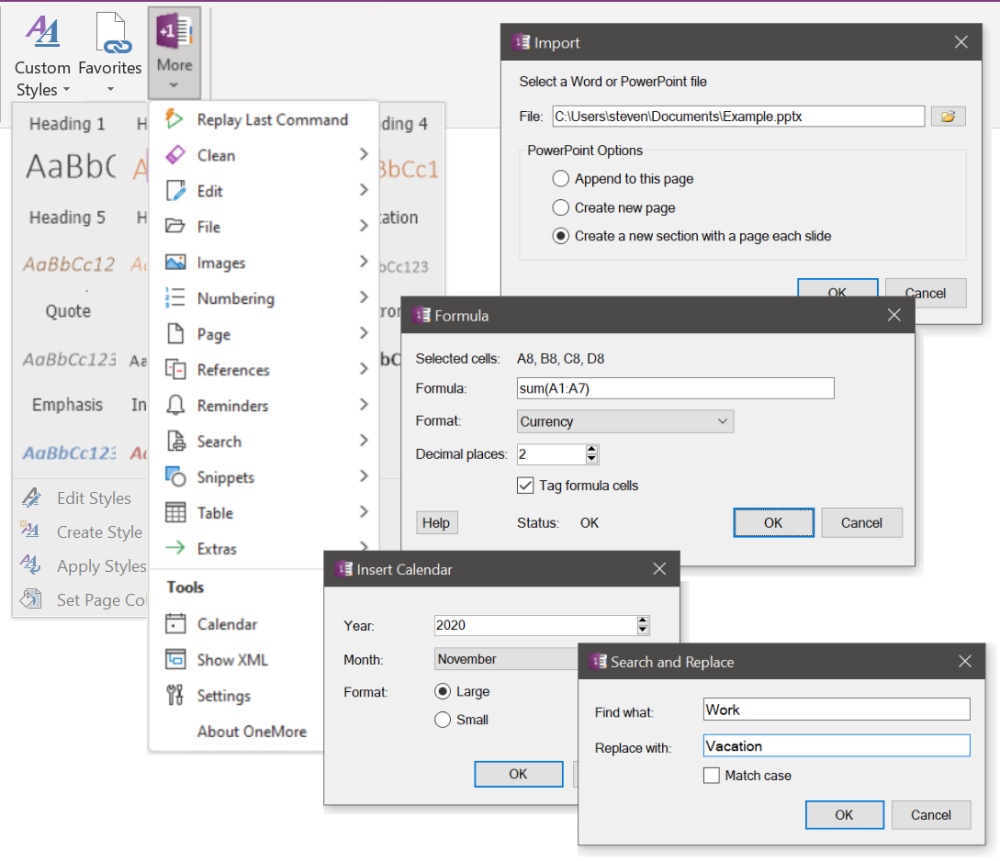 Custom Styles
Favorites
More
Heading 1
H
ding 4
AaBb
A
BbCc1
Heading 5
H
tation
AaBbCc12
Aa
bCc123
Quote
ron
AaBbCc123
Aa
bC
Emphasis
In
AaBbCc123
Aa
Edit Styles
Create Style
Apply Styles
Set Page Col
Replay Last Command
Clean
Edit
File
Images
Numbering
Page
References
Reminders
Search
Snippets
Table
Extras
Tools
Calendar
Show XML
Settings
About OneMore
Import
Select a Word or PowerPoint file
File: C:\Users\steven\Documents\Example.pptx
PowerPoint Options
Append to this page
Create new page
Create a new section with a page each slide
OK Cancel
Formula
Selected cells: A8, B8, C8, D8
Formula: sum(A1:A7)
Format: Currency
Decimal places: 2
Tag formula cells
Help Status: OK OK Cancel
Insert Calendar
Year: 2020
Month: November
Format: Large
Small
OK
Search and Replace
Find what: Work
Replace with: Vacation
Match case
OK Cancel